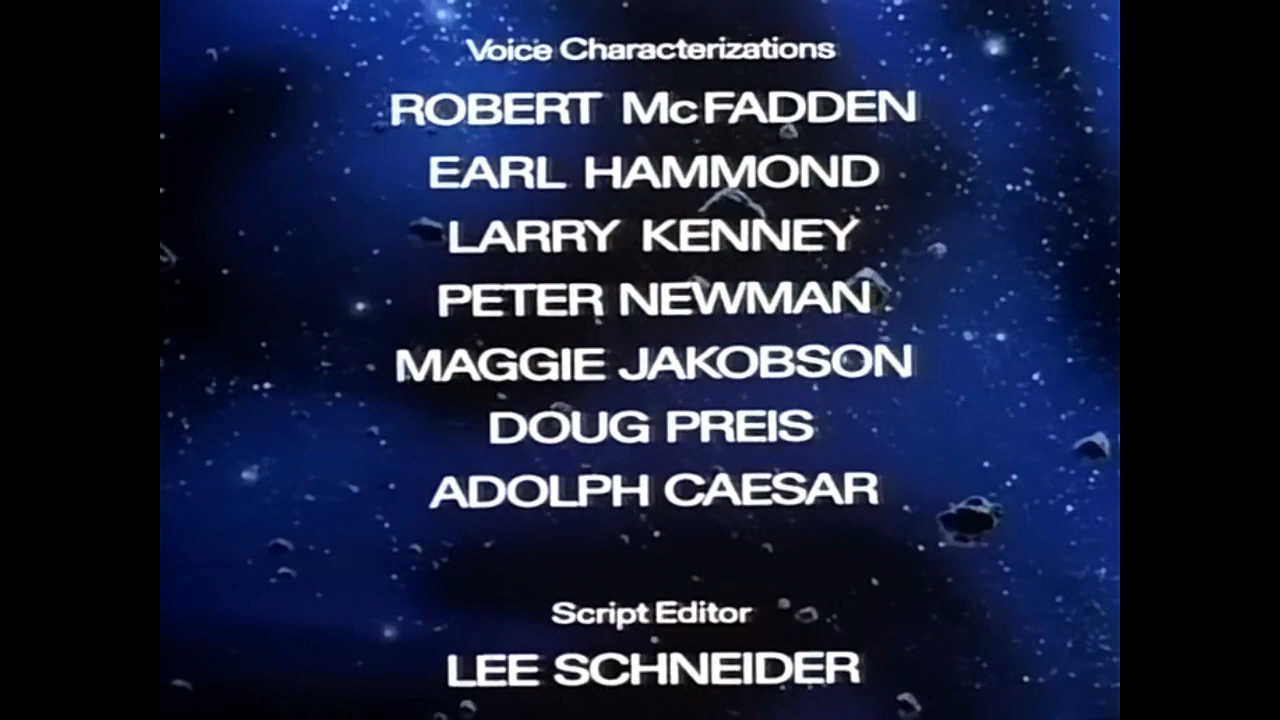 Voice Characterizations
ROBERT McFADDEN
EARL HAMMOND
LARRY KENNEY
PETER NEWMAN
MAGGIE JAKOBSON
DOUG PREIS
ADOLPH CAESAR
Script Editor
LEE SCHNEIDER